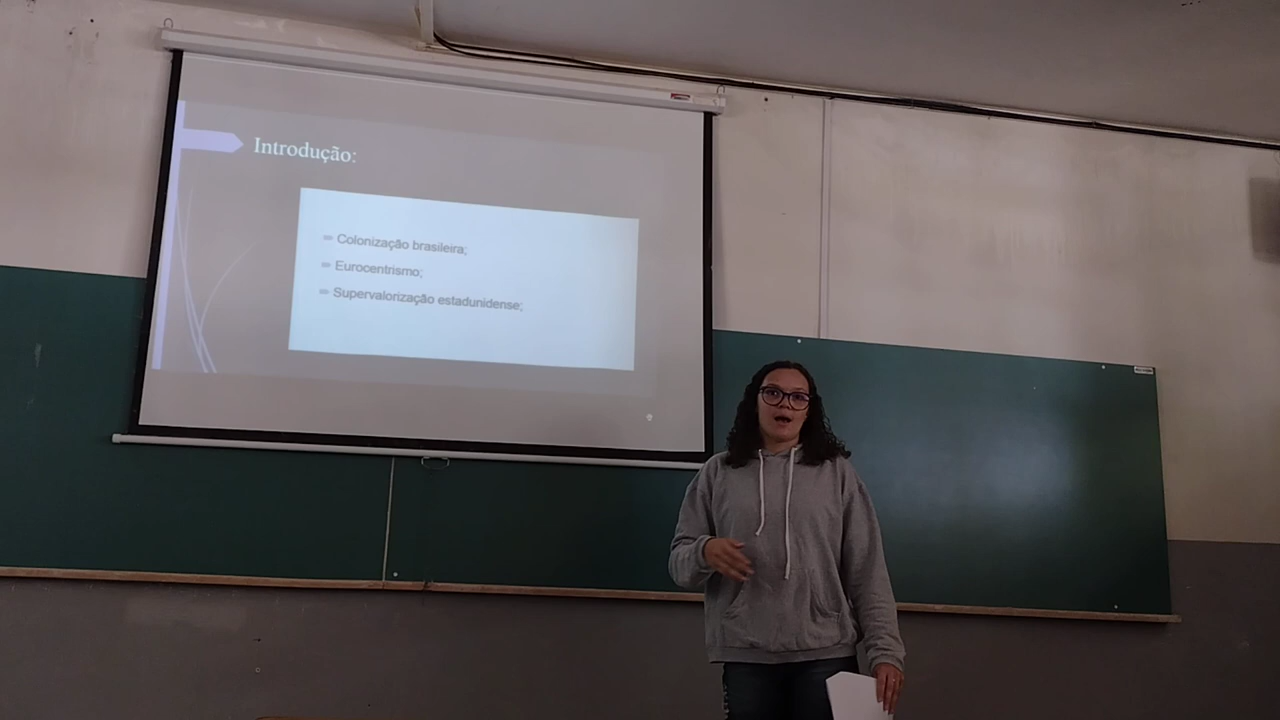 Introdução:
Colonização brasileira;
Eurocentrismo;
Supervalorização estadunidense;